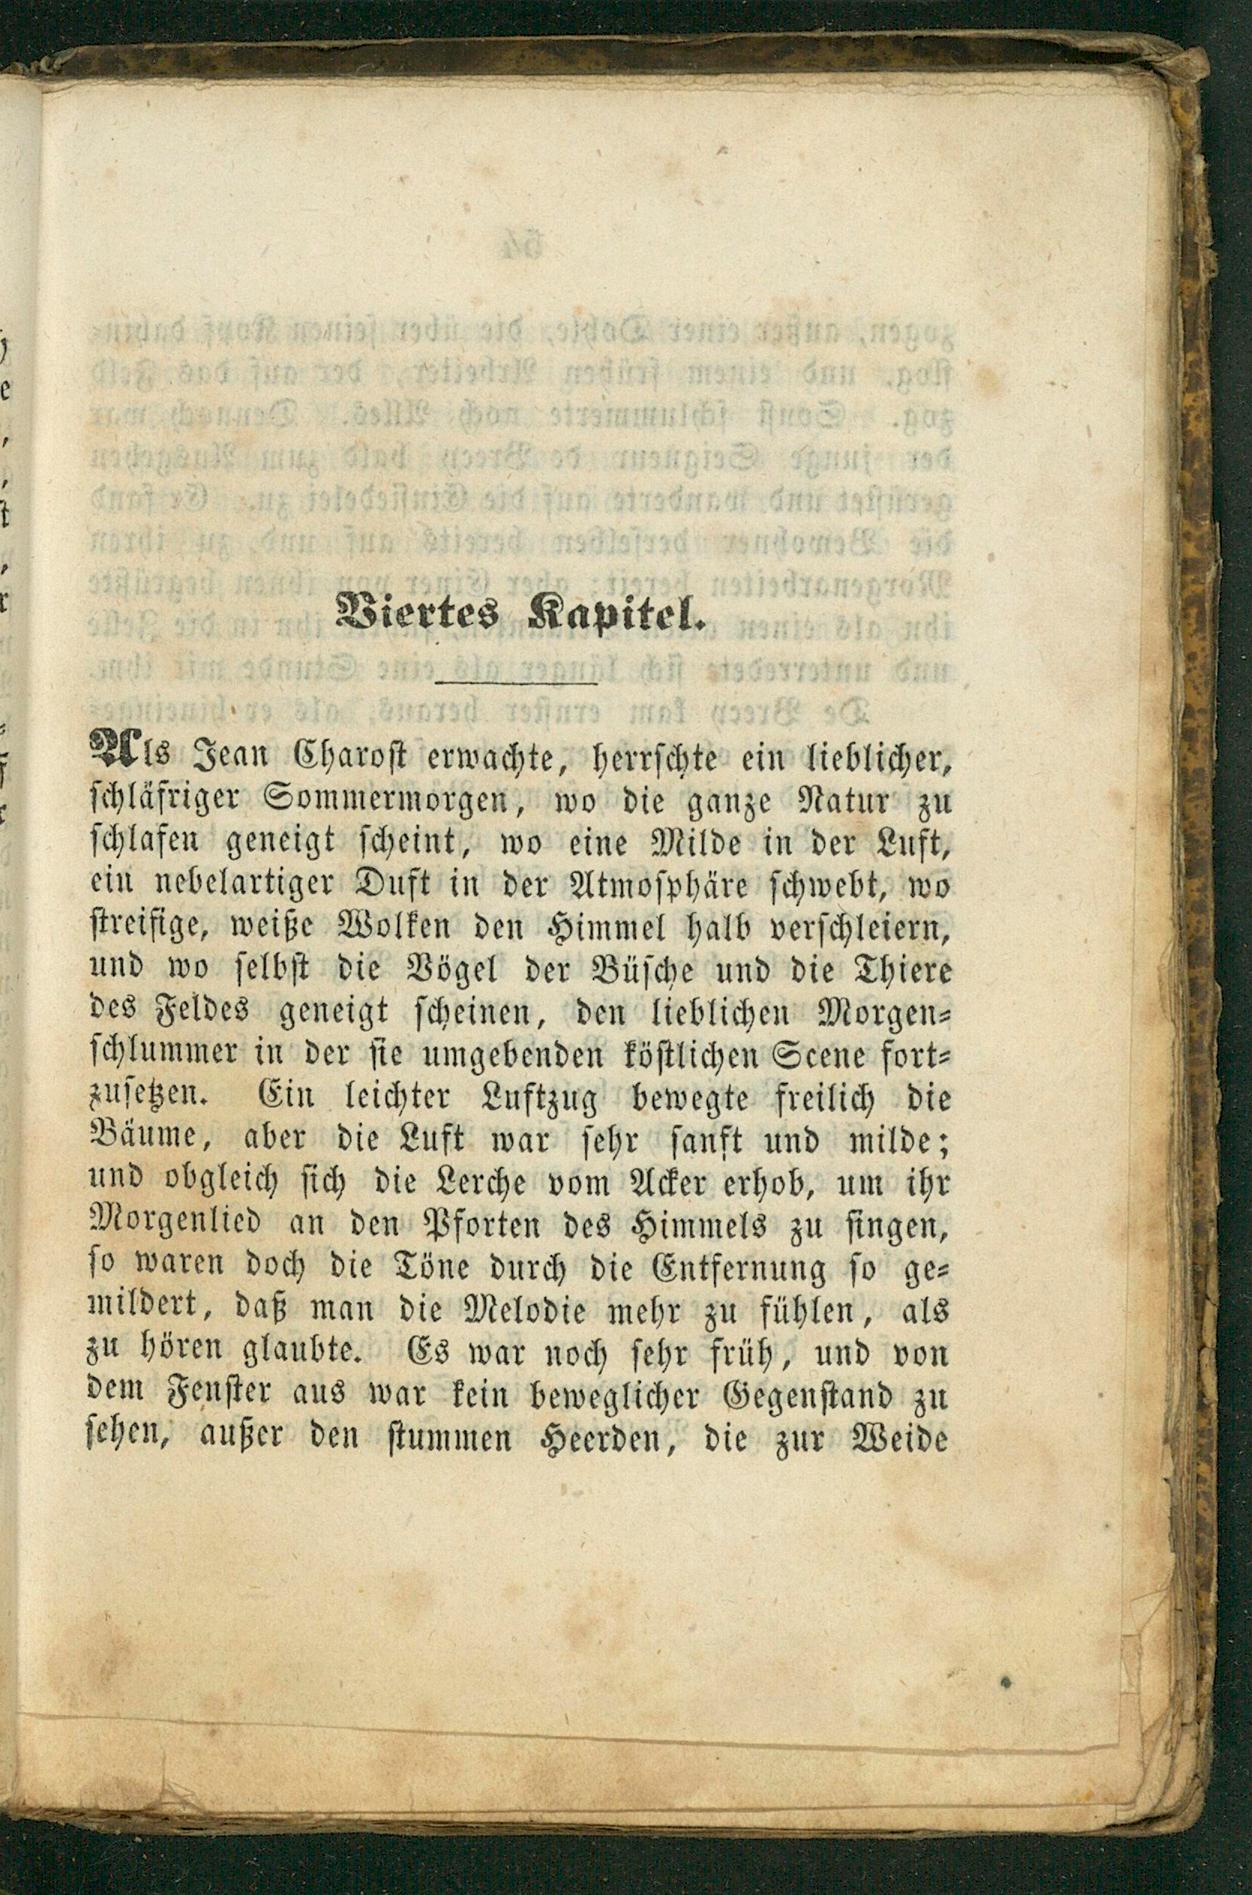 Viertes Kapitel.
Als Jean Charost erwachte, herrschte ein lieblicher,
schläfriger Sommermorgen, wo die ganze Natur zu
schlafen geneigt scheint, wo eine Milde in der Luft,
ein nebelartiger Duft in der Atmosphäre schwebt, wo
streifige, weiße Wolken den Himmel halb verschleiern,
und wo selbst die Vögel der Büsche und die Thiere
des Feldes geneigt scheinen, den lieblichen Morgen-
schlummer in der sie umgebenden köstlichen Scene fort-
zusetzen. Ein leichter Luftzug bewegte freilich die
Bäume, aber die Luft war sehr sanft und milde;
und obgleich sich die Lerche vom Acker erhob, um ihr
Morgenlied an den Pforten des Himmels zu singen,
so waren doch die Töne durch die Entfernung so ge-
mildert, daß man die Melodie mehr zu fühlen, als
zu hören glaubte. Es war noch sehr früh, und von
dem Fenster aus war kein beweglicher Gegenstand zu
sehen, außer den stummen Heerden, die zur Weide